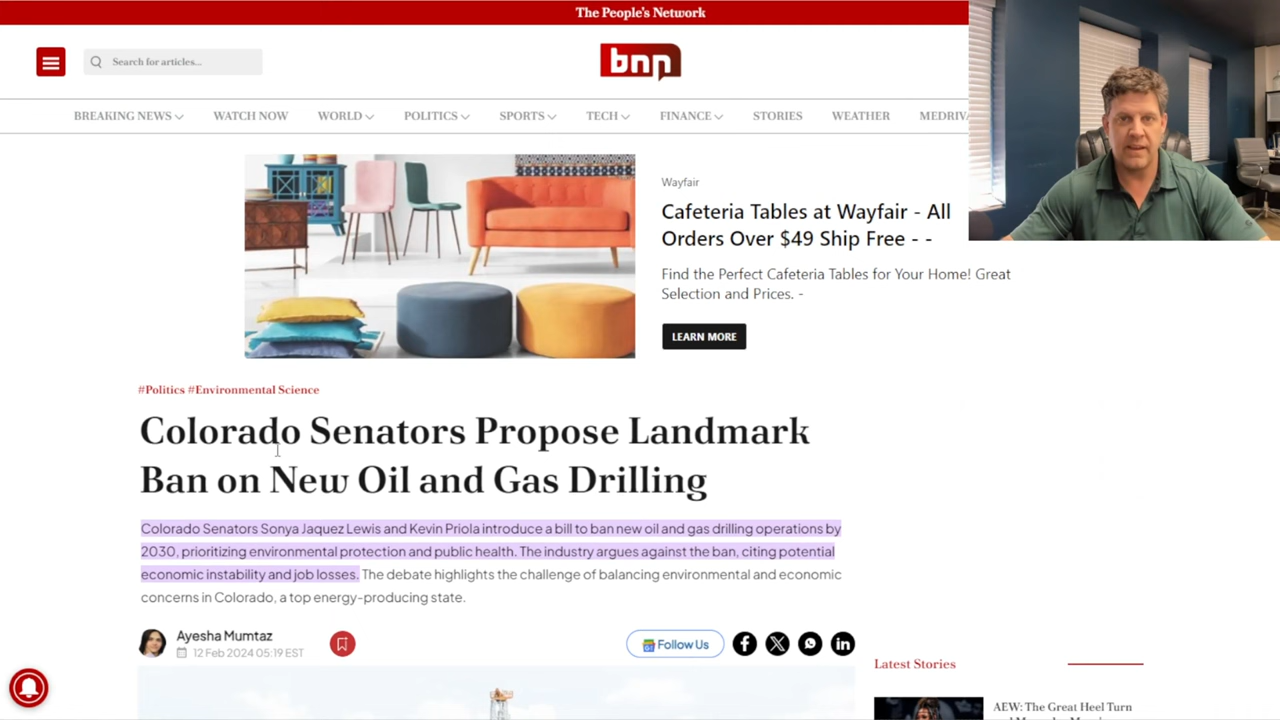 The People's Network
Search for articles...
bnn
BREAKING NEWS
WATCH NOW
WORLD
POLITICS
SPORTS
TECH
FINANCE
STORIES
WEATHER
MEDRIVA
Wayfair
Cafeteria Tables at Wayfair - All
Orders Over $49 Ship Free - -
Find the Perfect Cafeteria Tables for Your Home! Great
Selection and Prices. -
LEARN MORE
#Politics #Environmental Science
Colorado Senators Propose Landmark
Ban on New Oil and Gas Drilling
Colorado Senators Sonya Jaquez Lewis and Kevin Priola introduce a bill to ban new oil and gas drilling operations by
2030, prioritizing environmental protection and public health. The industry argues against the ban, citing potential
economic instability and job losses. The debate highlights the challenge of balancing environmental and economic
concerns in Colorado, a top energy-producing state.
Ayesha Mumtaz
12 Feb 2024 05:19 EST
Follow Us
Latest Stories
AEW: The Great Heel Turn